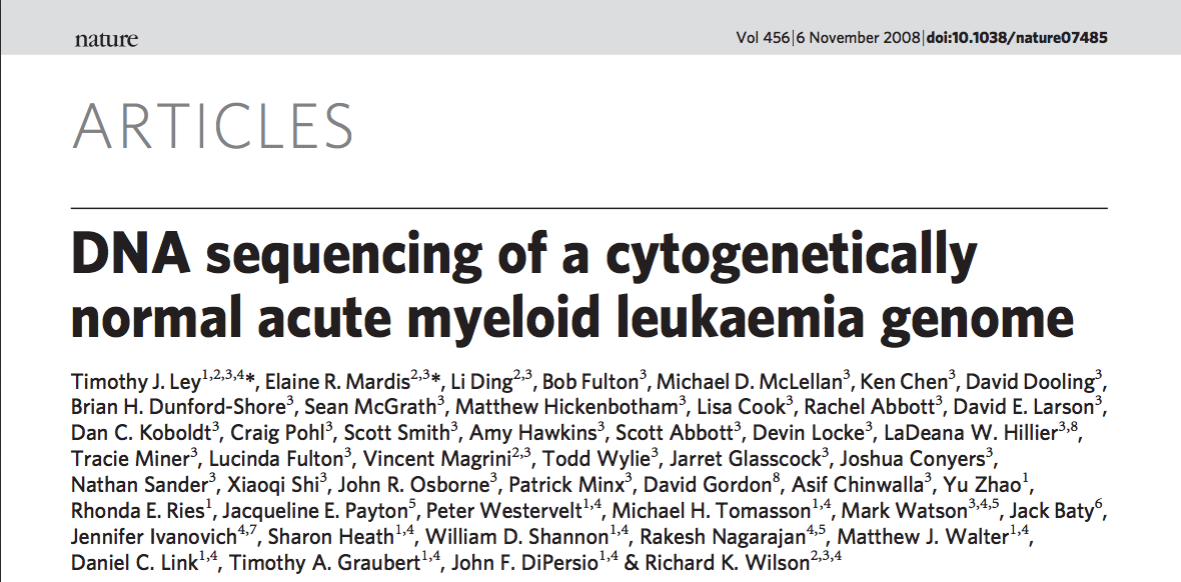 nature
Vol 456|6 November 2008|doi:10.1038/nature07485
ARTICLES
DNA sequencing of a cytogenetically
normal acute myeloid leukaemia genome
Timothy J. Ley1,2,3,4*, Elaine R. Mardis2,3*, Li Ding2,3, Bob Fulton3, Michael D. McLellan3, Ken Chen3, David Dooling3,
Brian H. Dunford-Shore3, Sean McGrath3, Matthew Hickenbotham3, Lisa Cook3, Rachel Abbott3, David E. Larson3,
Dan C. Koboldt3, Craig Pohl3, Scott Smith3, Amy Hawkins3, Scott Abbott3, Devin Locke3, LaDeana W. Hillier3,8,
Tracie Miner3, Lucinda Fulton3, Vincent Magrini2,3, Todd Wylie3, Jarret Glasscock3, Joshua Conyers3,
Nathan Sander3, Xiaoqi Shi3, John R. Osborne3, Patrick Minx3, David Gordon8, Asif Chinwalla3, Yu Zhao1,
Rhonda E. Ries1, Jacqueline E. Payton5, Peter Westervelt1,4, Michael H. Tomasson1,4, Mark Watson3,4,5, Jack Baty6,
Jennifer Ivanovich4,7, Sharon Heath1,4, William D. Shannon1,4, Rakesh Nagarajan4,5, Matthew J. Walter1,4,
Daniel C. Link1,4, Timothy A. Graubert1,4, John F. DiPersio1,4 & Richard K. Wilson2,3,4